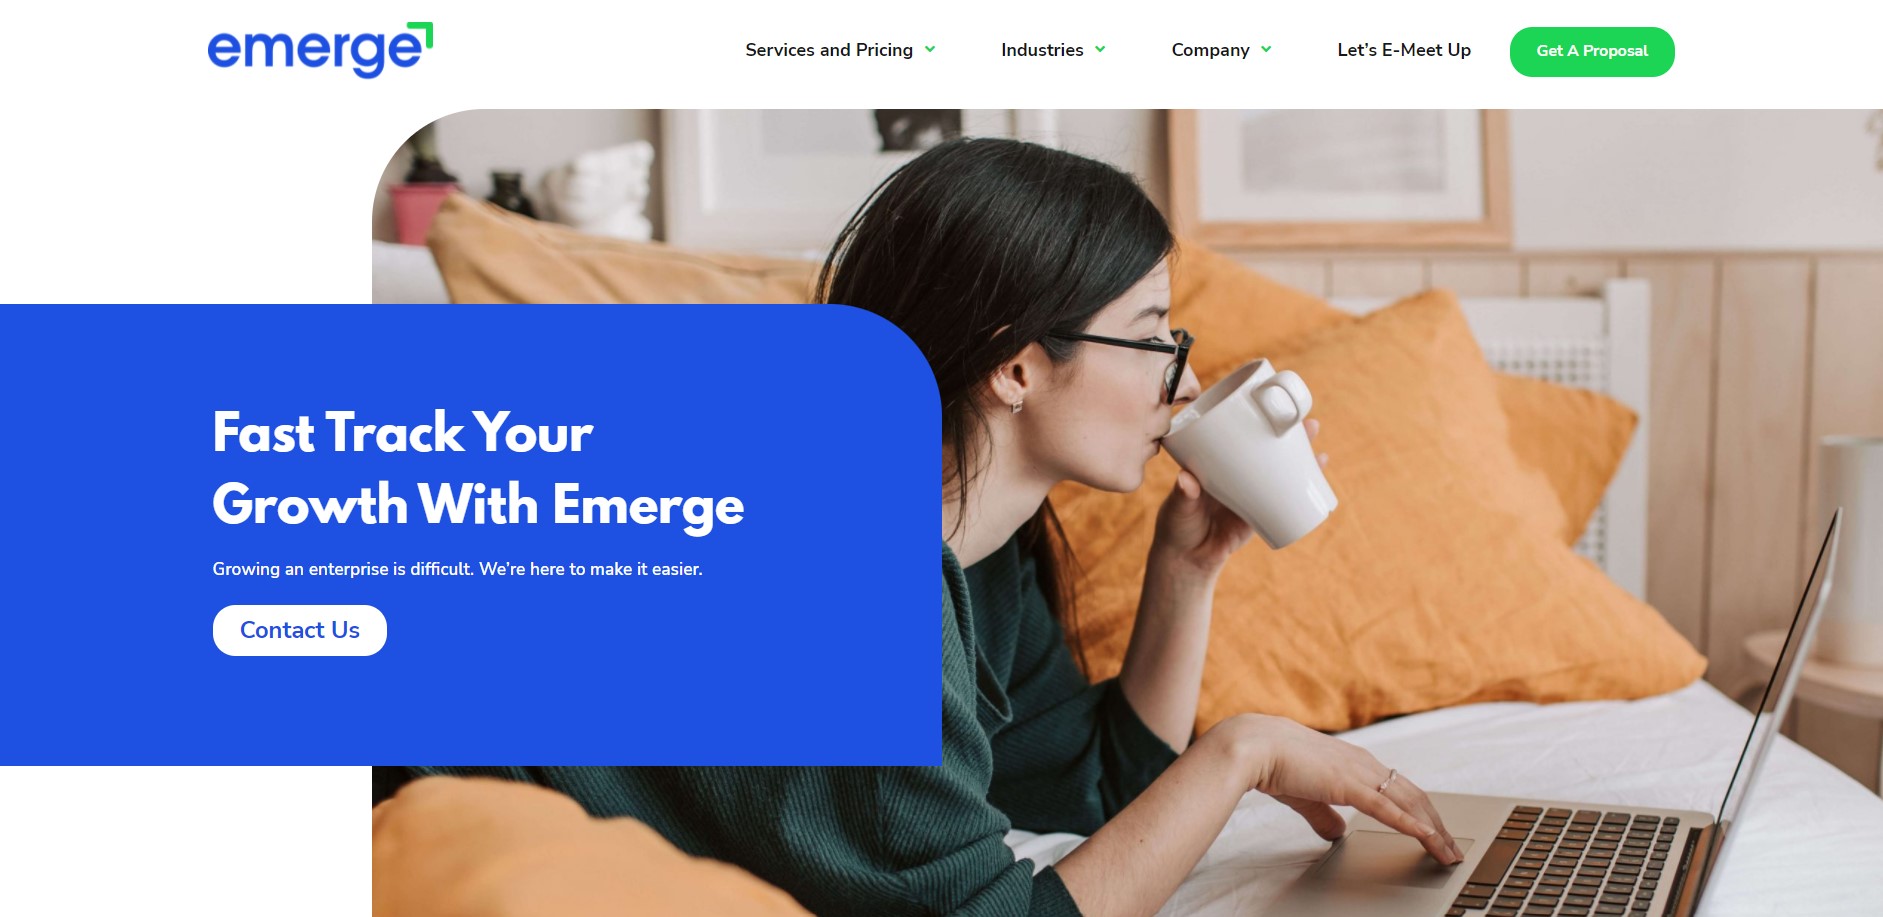 emerge
Services and Pricing
Industries
Company
Let's E-Meet Up
Get A Proposal
Fast Track Your
Growth With Emerge
Growing an enterprise is difficult. We're here to make it easier.
Contact Us